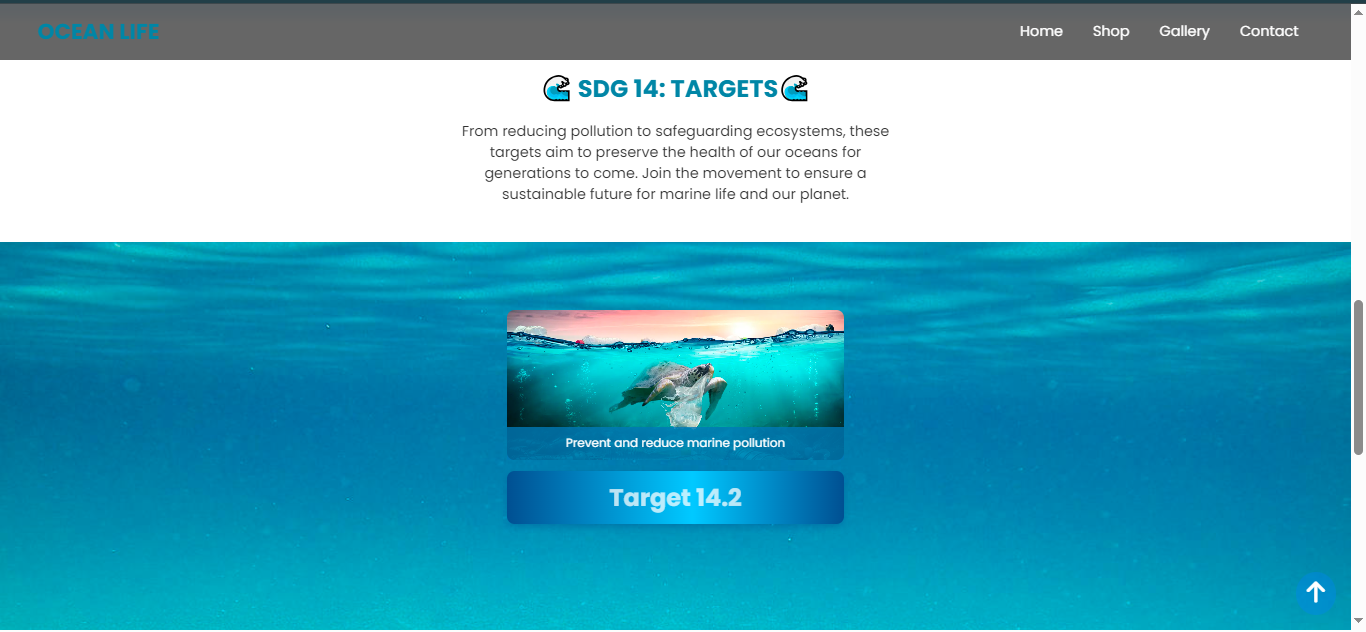 OCEAN LIFE
Home Shop Gallery Contact
SDG 14: TARGETS
From reducing pollution to safeguarding ecosystems, these
targets aim to preserve the health of our oceans for
generations to come. Join the movement to ensure a
sustainable future for marine life and our planet.
Prevent and reduce marine pollution
Target 14.2